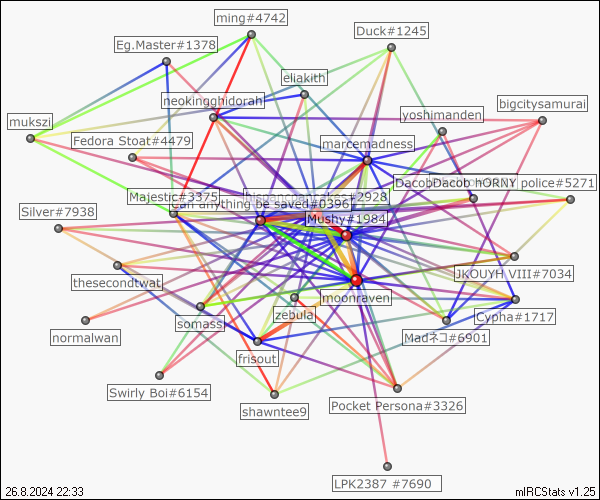 ming#4742
Duck#1245
Eg.Master#1378
eliakith
neokingghidorah
bigcitysamurai
mukszi
yoshimanden
Fedora Stoat#4479
marcemadness
HORNY police#5271
Majestic#3375
Can anything be saved#0396
Silver#7938
Mushy#1984
JKOUYH VIII#7034
thesecondtwat
moonraven
somass
zebula
Cypha#1717
normalwan
Madネコ#6901
frisout
Swirly Boi#6154
shawntee9
Pocket Persona#3326
LPK2387 #7690
26.8.2024 22:33
mIRCStats v1.25